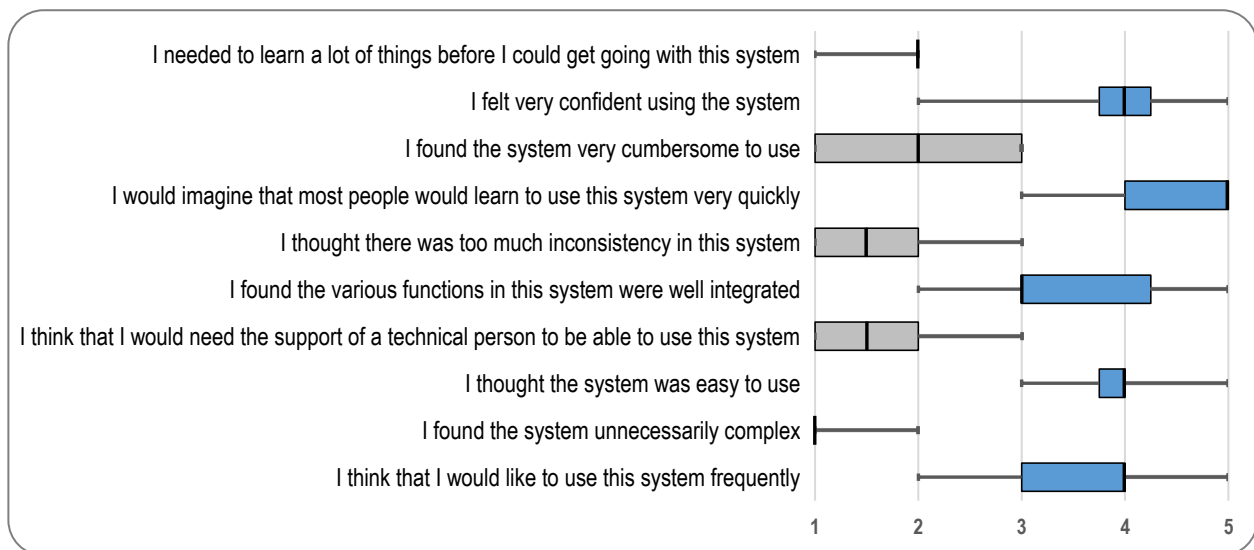 I needed to learn a lot of things before I could get going with this system
I felt very confident using the system
I found the system very cumbersome to use
I would imagine that most people would learn to use this system very quickly
I thought there was too much inconsistency in this system
I found the various functions in this system were well integrated
I think that I would need the support of a technical person to be able to use this system
I thought the system was easy to use
I found the system unnecessarily complex
I think that I would like to use this system frequently
1 2 3 4 5